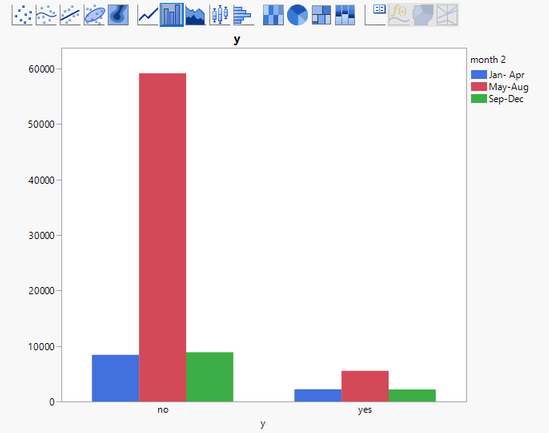 y
month 2
Jan- Apr
May-Aug
Sep-Dec
60000
50000
40000
30000
20000
10000
0
no yes
y